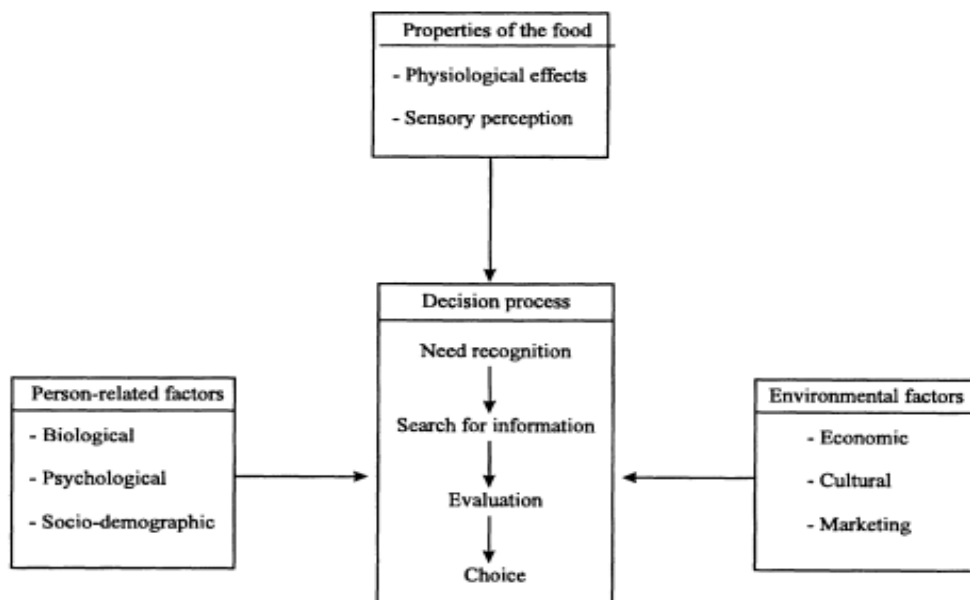 Properties of the food
- Physiological effects
- Sensory perception
Decision process
Need recognition
Search for information
Evaluation
Choice
Person-related factors
- Biological
- Psychological
- Socio-demographic
Environmental factors
- Economic
- Cultural
- Marketing